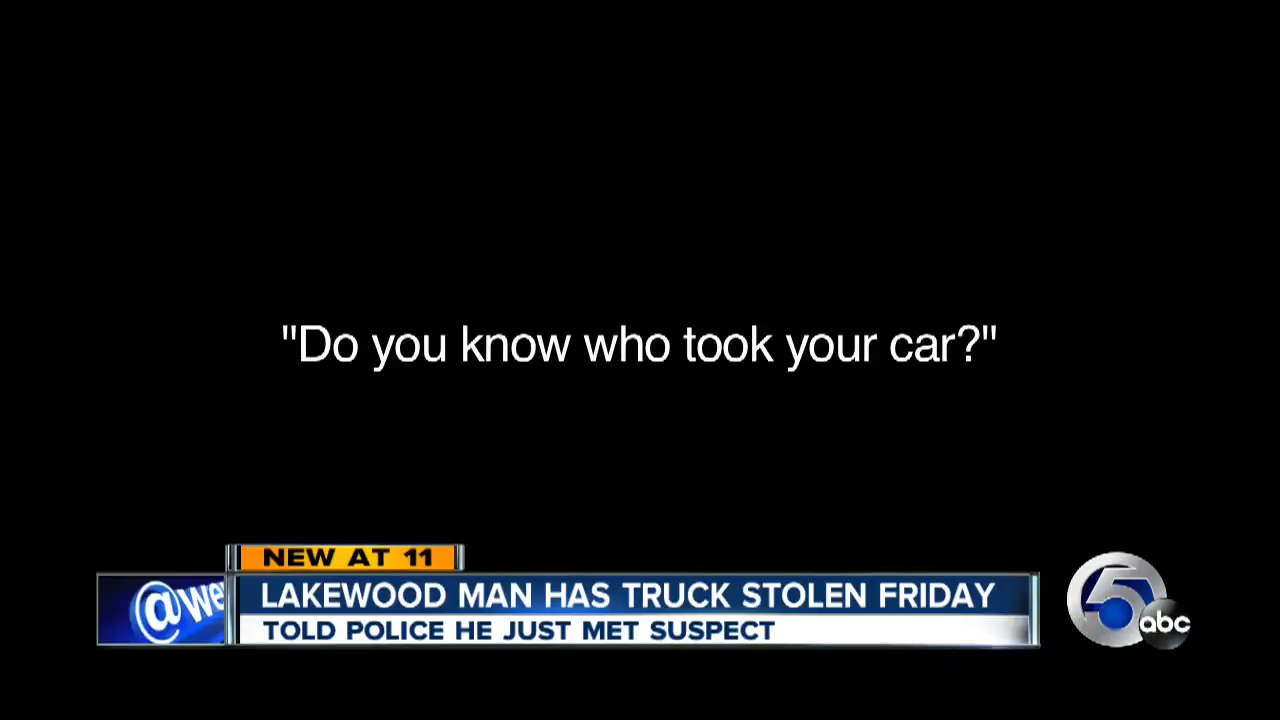 "Do you know who took your car?"
NEW AT 11
LAKEWOOD MAN HAS TRUCK STOLEN FRIDAY
TOLD POLICE HE JUST MET SUSPECT
5
abc